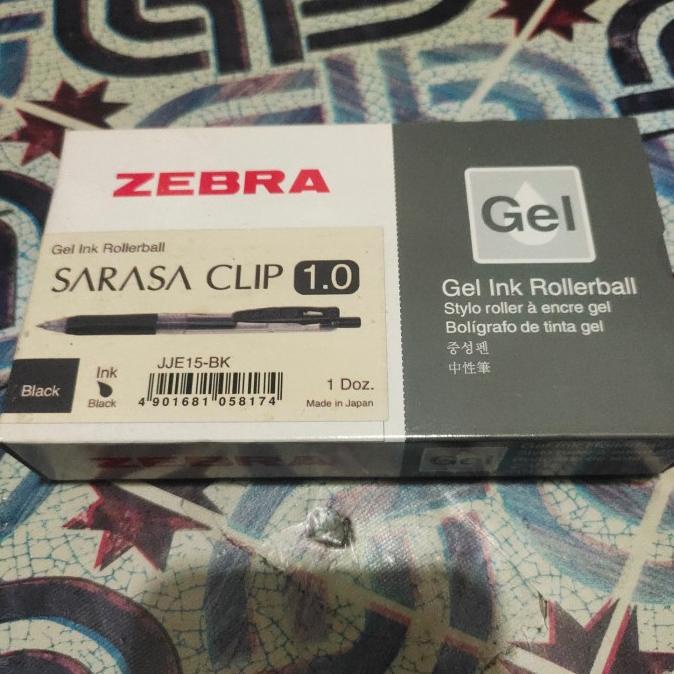 ZEBRA
Gel Ink Rollerball
SARASA CLIP 1.0
JJE15-BK
Black
Ink
Black
4 901681 058174
1 Doz.
Made in Japan
Gel
Gel Ink Rollerball
Stylo roller à encre gel
Bolígrafo de tinta gel
중성펜
中性筆
ZEBRA
Gel